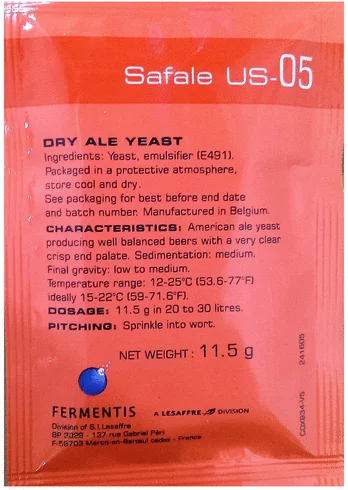 Safale US-05
DRY ALE YEAST
Ingredients: Yeast, emulsifier (E491).
Packaged in a protective atmosphere,
store cool and dry.
See packaging for best before end date
and batch number. Manufactured in Belgium.
CHARACTERISTICS: American ale yeast
producing well balanced beers with a very clear
crisp end palate. Sedimentation: medium.
Final gravity: low to medium.
Temperature range: 12-25°C (53.6-77°F)
ideally 15-22°C (59-71.6°F).
DOSAGE: 11.5 g in 20 to 30 litres.
PITCHING: Sprinkle into wort.
NET WEIGHT: 11.5 g
FERMENTIS
A LESAFFRE DIVISION
Division of S.I.Lesaffre
BP 3029 - 137 rue Gabriel Péri
F-59703 Marcq-en-Barœul cedex - France
241605